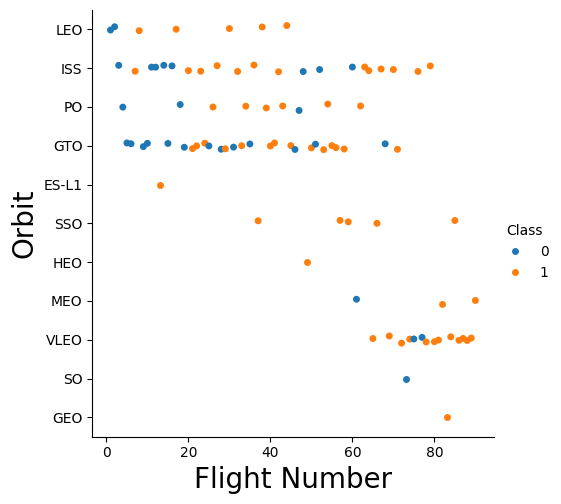 LEO
ISS
PO
GTO
ES-L1
SSO
HEO
MEO
VLEO
SO
GEO
Orbit
0 20 40 60 80
Flight Number
Class
0
1